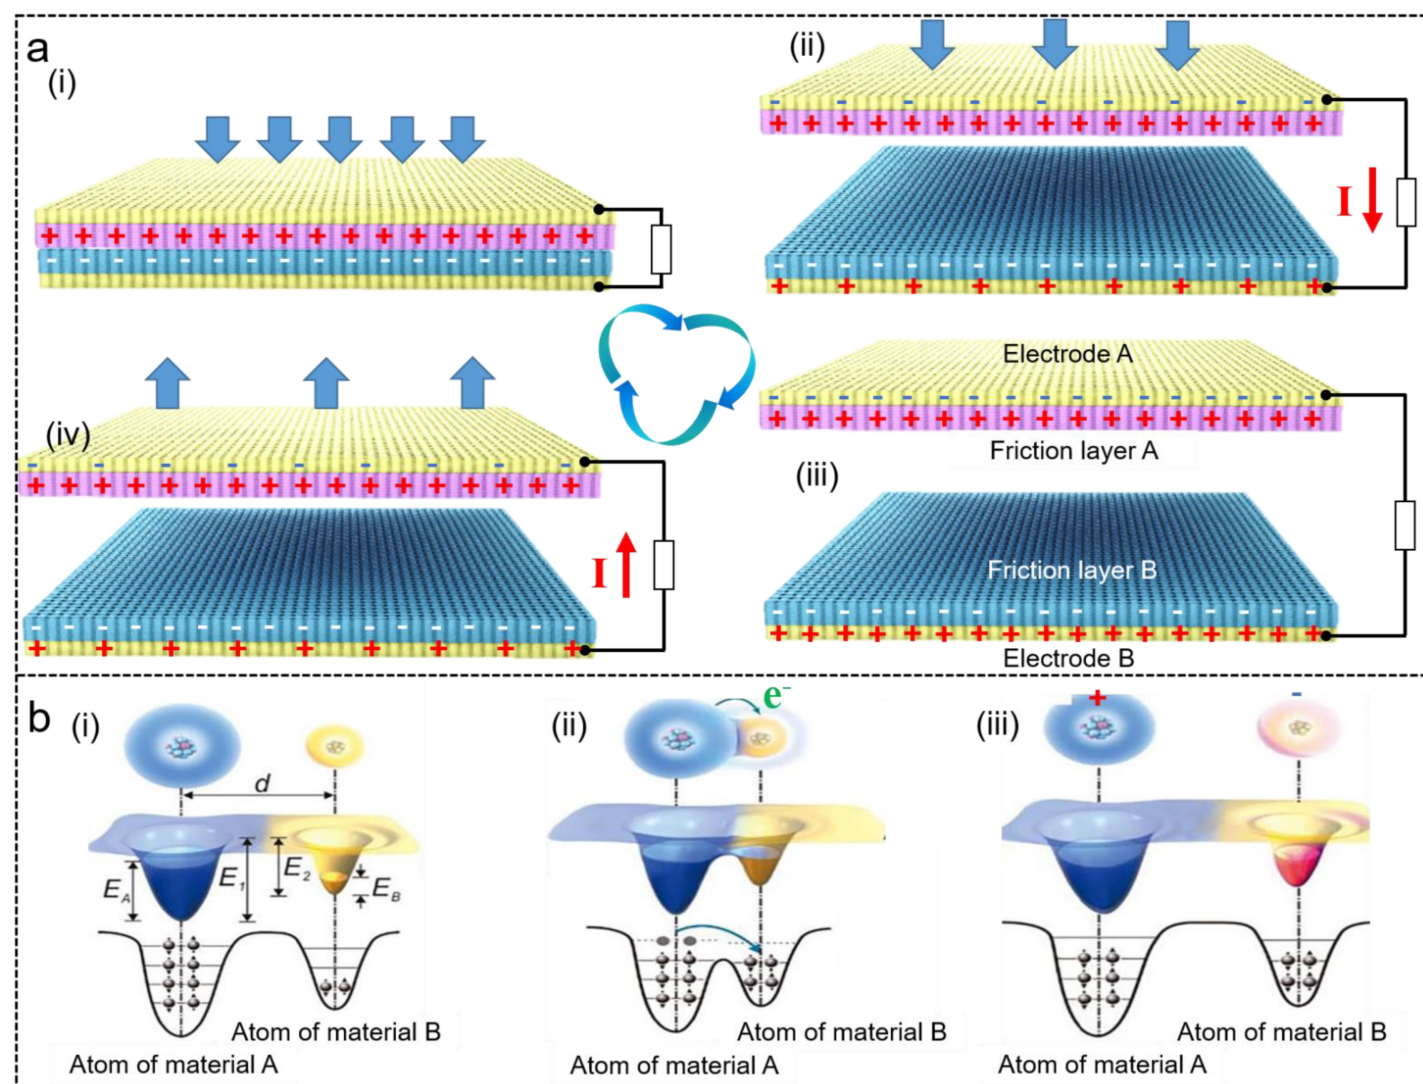 a
(i)
+ + + + + + + + + + + + + + + + +
- - - - - - - - - - - - - - -
(ii)
- - - - - - - - -
+ + + + + + + + + + + + + + + + +
I
- - - - - - - - - - - - - - - - -
+ + + + + + + + +
(iv)
- - - - - - - - -
+ + + + + + + + + + + + + + + + +
I
- - - - - - - - - - - - - - - - -
+ + + + + + + + +
Electrode A
- - - - - - - - - - - - - - - - -
+ + + + + + + + + + + + + + + + +
Friction layer A
(iii)
Friction layer B
- - - - - - - - - - - - - - - - -
+ + + + + + + + + + + + + + + + +
Electrode B
b
(i)
d
E_A
E_1
E_2
E_B
Atom of material B
Atom of material A
(ii)
e⁻
Atom of material B
Atom of material A
(iii)
+
-
Atom of material B
Atom of material A